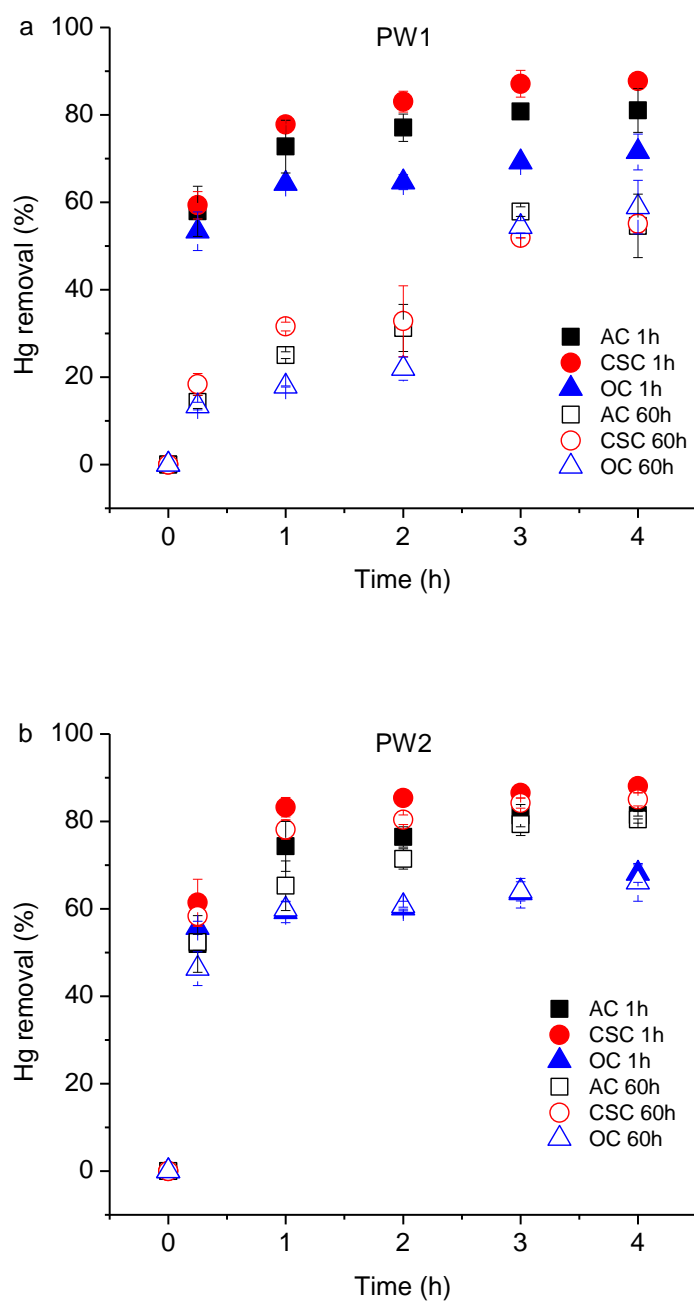 a
PW1
100
80
60
40
20
0
Hg removal (%)
AC 1h
CSC 1h
OC 1h
AC 60h
CSC 60h
OC 60h
0 1 2 3 4
Time (h)
b
PW2
100
80
60
40
20
0
Hg removal (%)
AC 1h
CSC 1h
OC 1h
AC 60h
CSC 60h
OC 60h
0 1 2 3 4
Time (h)